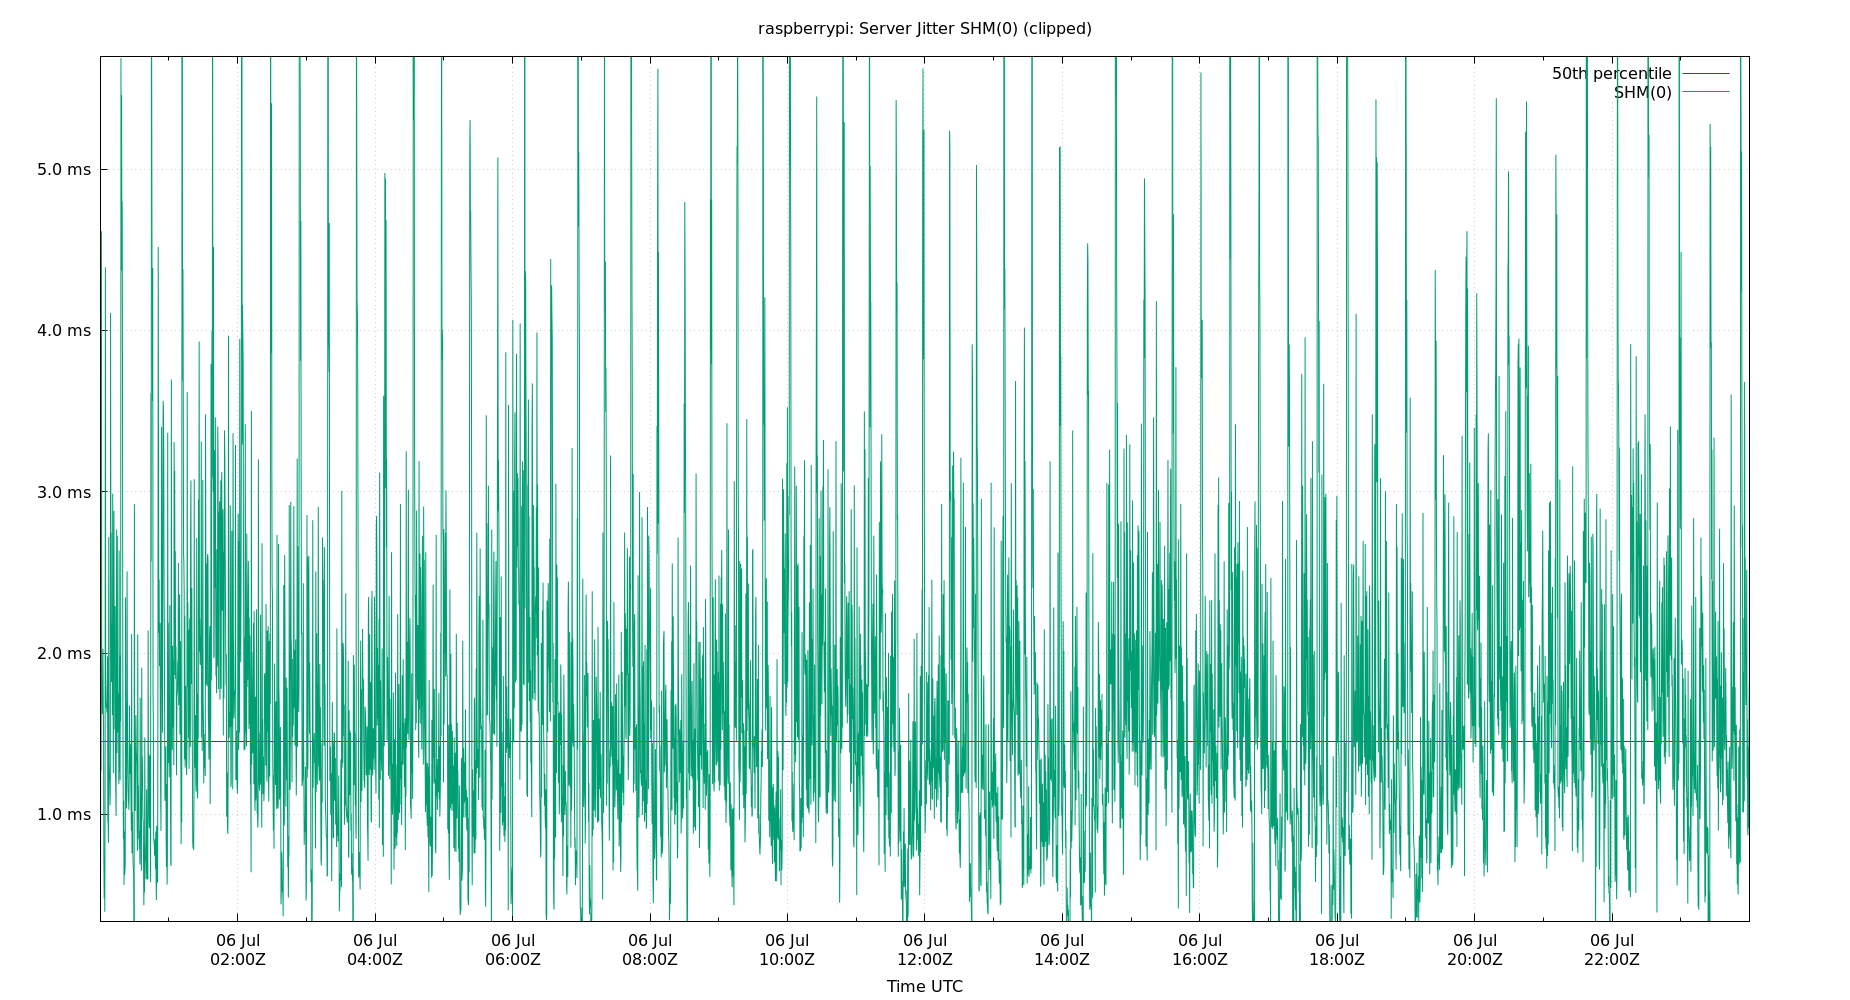 raspberrypi: Server Jitter SHM(0) (clipped)
50th percentile
SHM(0)
5.0 ms
4.0 ms
3.0 ms
2.0 ms
1.0 ms
06 Jul 06 Jul 06 Jul 06 Jul 06 Jul 06 Jul 06 Jul 06 Jul 06 Jul 06 Jul 06 Jul
02:00Z 04:00Z 06:00Z 08:00Z 10:00Z 12:00Z 14:00Z 16:00Z 18:00Z 20:00Z 22:00Z
Time UTC